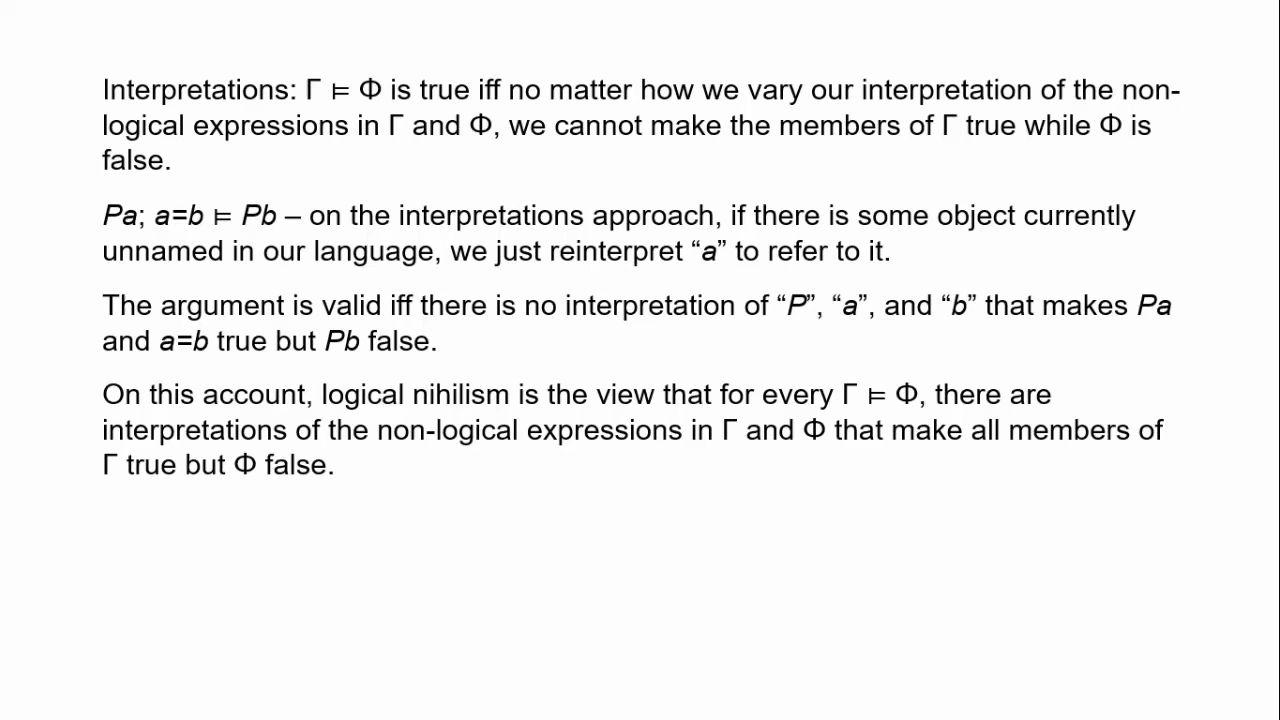 Interpretations: Γ ⊨ Φ is true iff no matter how we vary our interpretation of the non-
logical expressions in Γ and Φ, we cannot make the members of Γ true while Φ is
false.
Pa; a=b ⊨ Pb – on the interpretations approach, if there is some object currently
unnamed in our language, we just reinterpret “a” to refer to it.
The argument is valid iff there is no interpretation of “P”, “a”, and “b” that makes Pa
and a=b true but Pb false.
On this account, logical nihilism is the view that for every Γ ⊨ Φ, there are
interpretations of the non-logical expressions in Γ and Φ that make all members of
Γ true but Φ false.